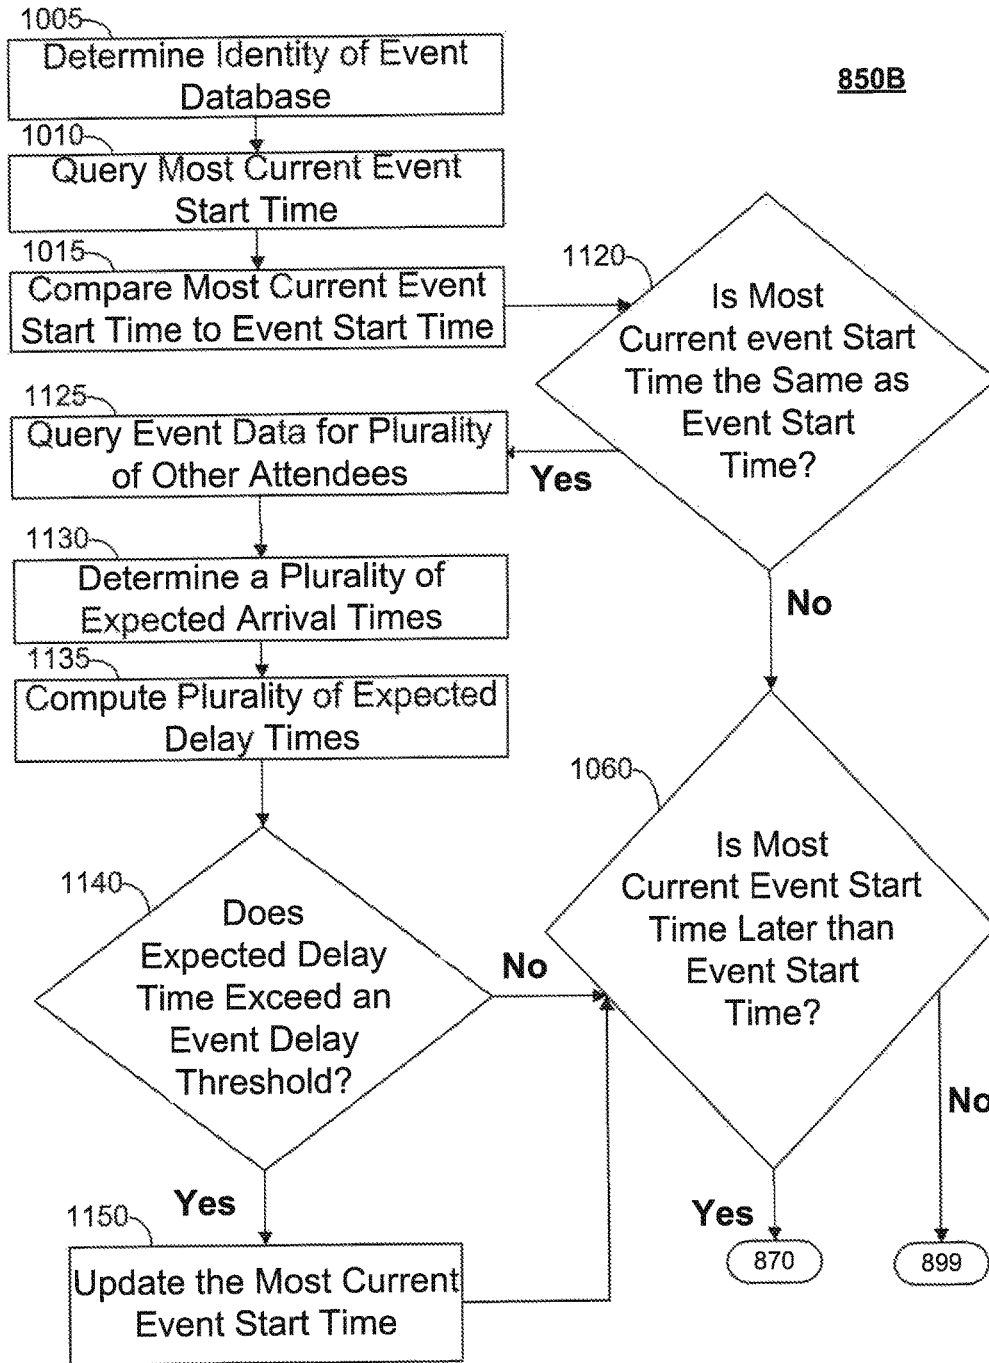 1005
Determine Identity of Event
Database
850B
1010
Query Most Current Event
Start Time
1015
Compare Most Current Event
Start Time to Event Start Time
1120
Is Most
Current event Start
Time the Same as
Event Start
Time?
Yes
No
1125
Query Event Data for Plurality
of Other Attendees
1130
Determine a Plurality of
Expected Arrival Times
1135
Compute Plurality of Expected
Delay Times
1140
Does
Expected Delay
Time Exceed an
Event Delay
Threshold?
No
Yes
1150
Update the Most Current
Event Start Time
1060
Is Most
Current Event Start
Time Later than
Event Start
Time?
No
Yes
870
899